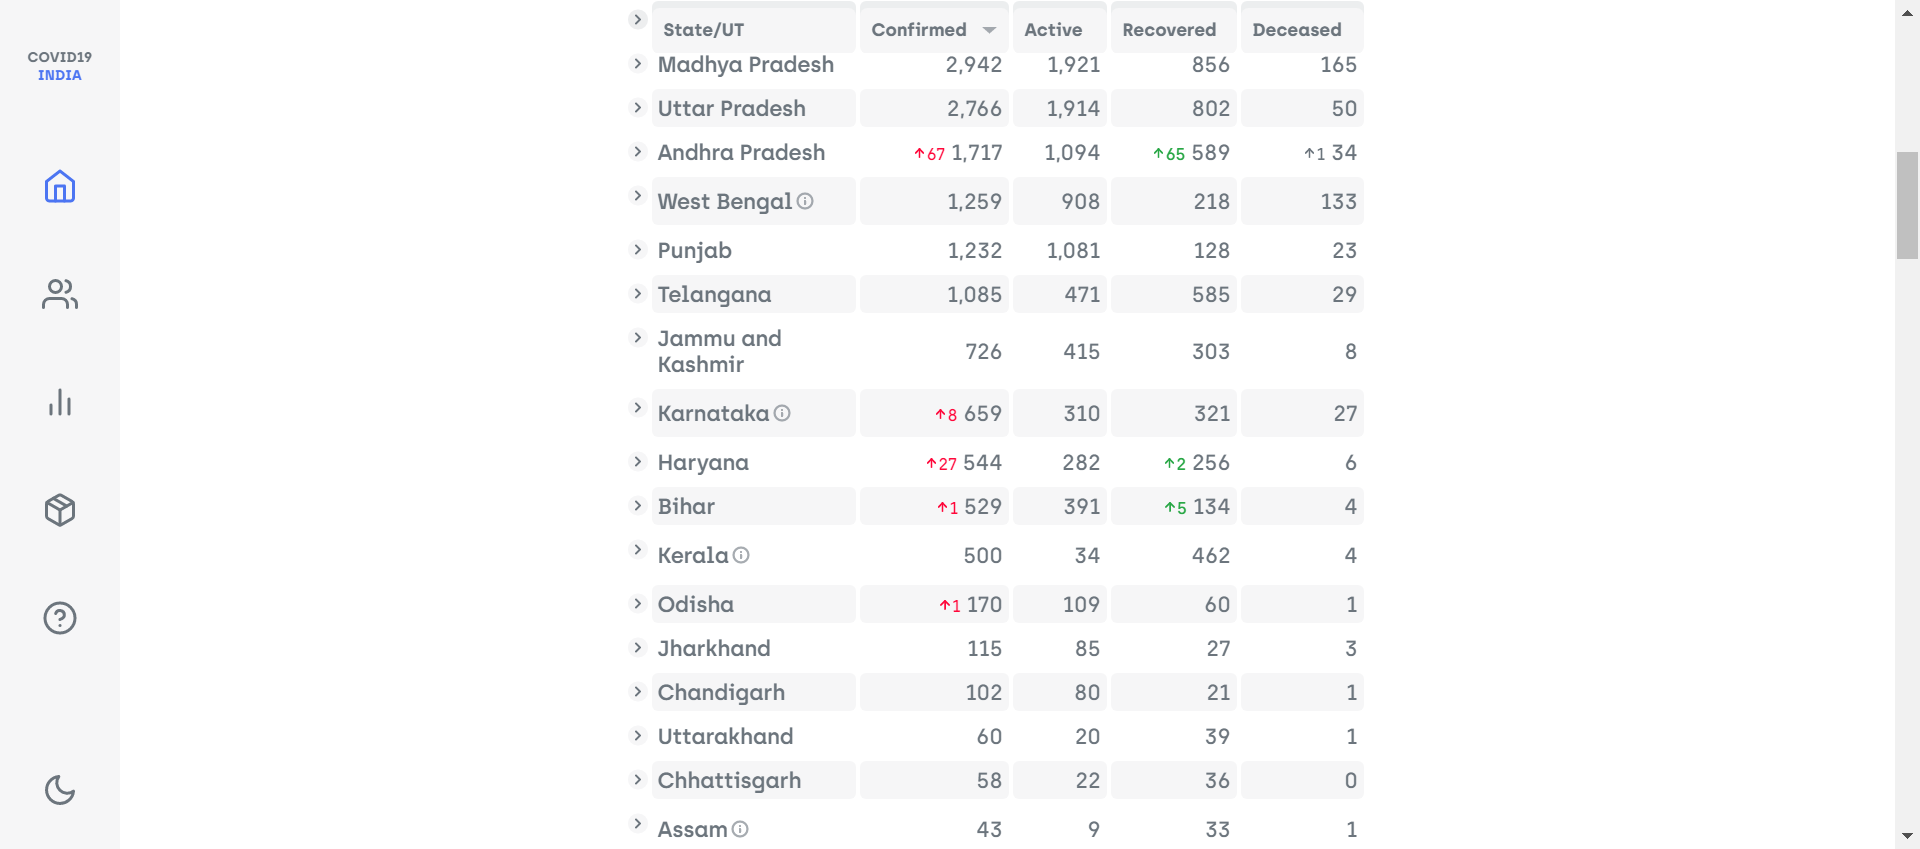 COVID19
INDIA
State/UT Confirmed Active Recovered Deceased
Madhya Pradesh 2,942 1,921 856 165
Uttar Pradesh 2,766 1,914 802 50
Andhra Pradesh ↑67 1,717 1,094 ↑65 589 ↑1 34
West Bengal 1,259 908 218 133
Punjab 1,232 1,081 128 23
Telangana 1,085 471 585 29
Jammu and
Kashmir 726 415 303 8
Karnataka ↑8 659 310 321 27
Haryana ↑27 544 282 ↑2 256 6
Bihar ↑1 529 391 ↑5 134 4
Kerala 500 34 462 4
Odisha ↑1 170 109 60 1
Jharkhand 115 85 27 3
Chandigarh 102 80 21 1
Uttarakhand 60 20 39 1
Chhattisgarh 58 22 36 0
Assam 43 9 33 1